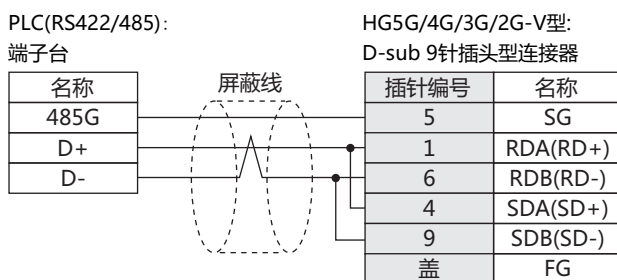 PLC(RS422/485):
端子台
HG5G/4G/3G/2G-V型:
D-sub 9针插头型连接器
名称
屏蔽线
插针编号 名称
485G 5 SG
D+ 1 RDA(RD+)
D- 6 RDB(RD-)
4 SDA(SD+)
9 SDB(SD-)
盖 FG